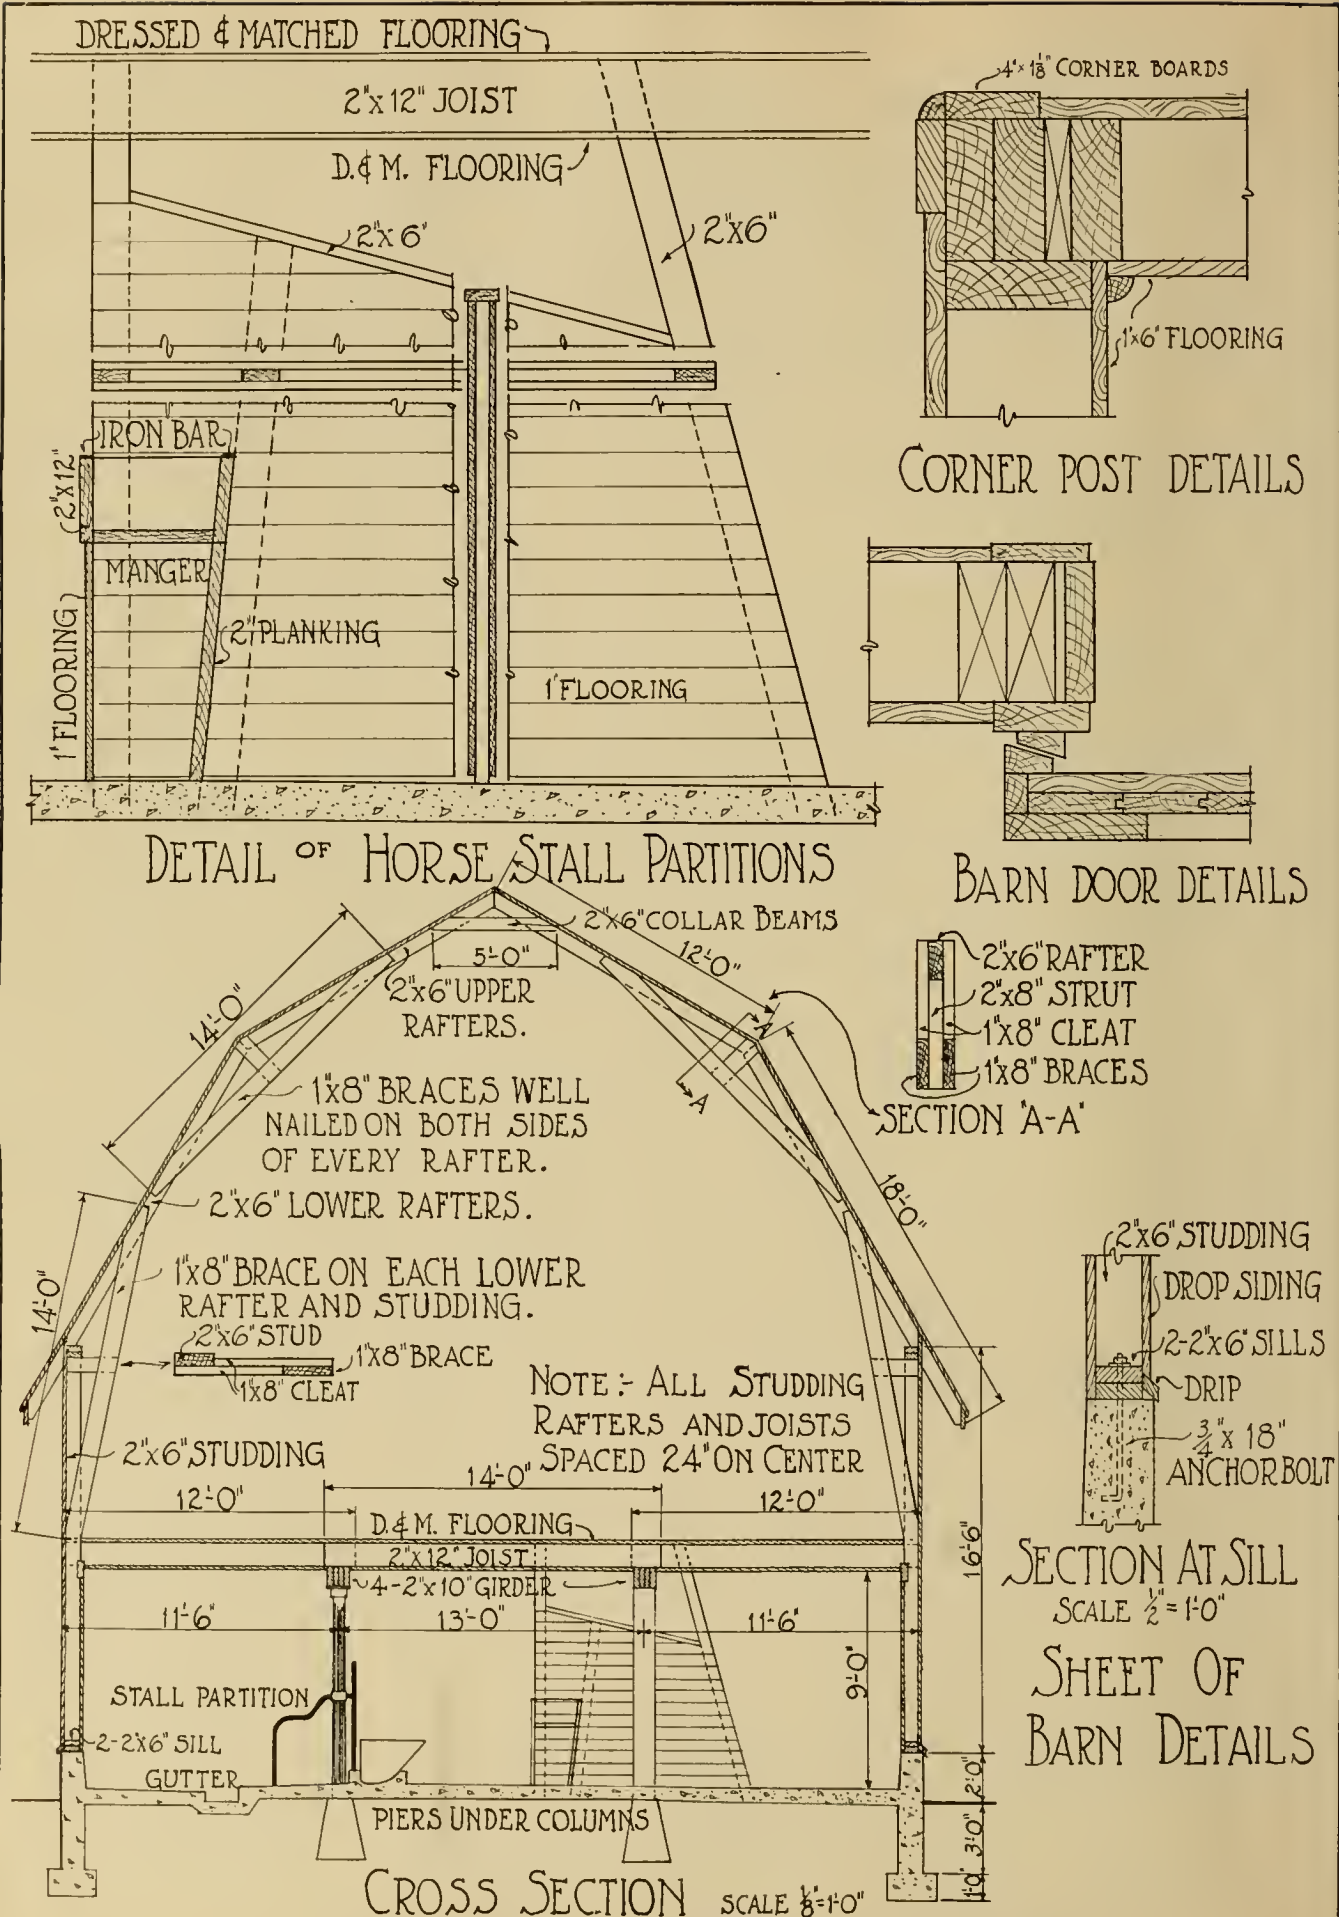 DRESSED & MATCHED FLOORING
2"x 12" JOIST
D. & M. FLOORING
2"x 6"
2"x6"
IRON BAR
2"x12"
MANGER
1" FLOORING
2" PLANKING
1" FLOORING
DETAIL OF HORSE STALL PARTITIONS
4"x 1 1/8" CORNER BOARDS
1"x6" FLOORING
CORNER POST DETAILS
BARN DOOR DETAILS
2"x6" COLLAR BEAMS
5'-0"
12'-0"
2"x6" UPPER
RAFTERS.
14'-0"
A
A
1"x8" BRACES WELL
NAILED ON BOTH SIDES
OF EVERY RAFTER.
2"x6" LOWER RAFTERS.
18'-0"
14'-0"
1"x8" BRACE ON EACH LOWER
RAFTER AND STUDDING.
2"x6" STUD
1"x8" BRACE
1"x8" CLEAT
NOTE:- ALL STUDDING
RAFTERS AND JOISTS
SPACED 24" ON CENTER
2"x6" STUDDING
14'-0"
12'-0"
12'-0"
D. & M. FLOORING
2"x12" JOIST
4-2"x10" GIRDER
11'-6"
13'-0"
11'-6"
9'-0"
16'-6"
STALL PARTITION
2-2"x6" SILL
GUTTER
PIERS UNDER COLUMNS
2'-0"
3'-0"
1'-0"
CROSS SECTION SCALE 1/8"=1'-0"
2"x6" RAFTER
2"x8" STRUT
1"x8" CLEAT
1"x8" BRACES
SECTION "A-A"
2"x6" STUDDING
DROP SIDING
2-2"x6" SILLS
DRIP
3/4" x 18"
ANCHOR BOLT
SECTION AT SILL
SCALE 1/2"=1'-0"
SHEET OF
BARN DETAILS